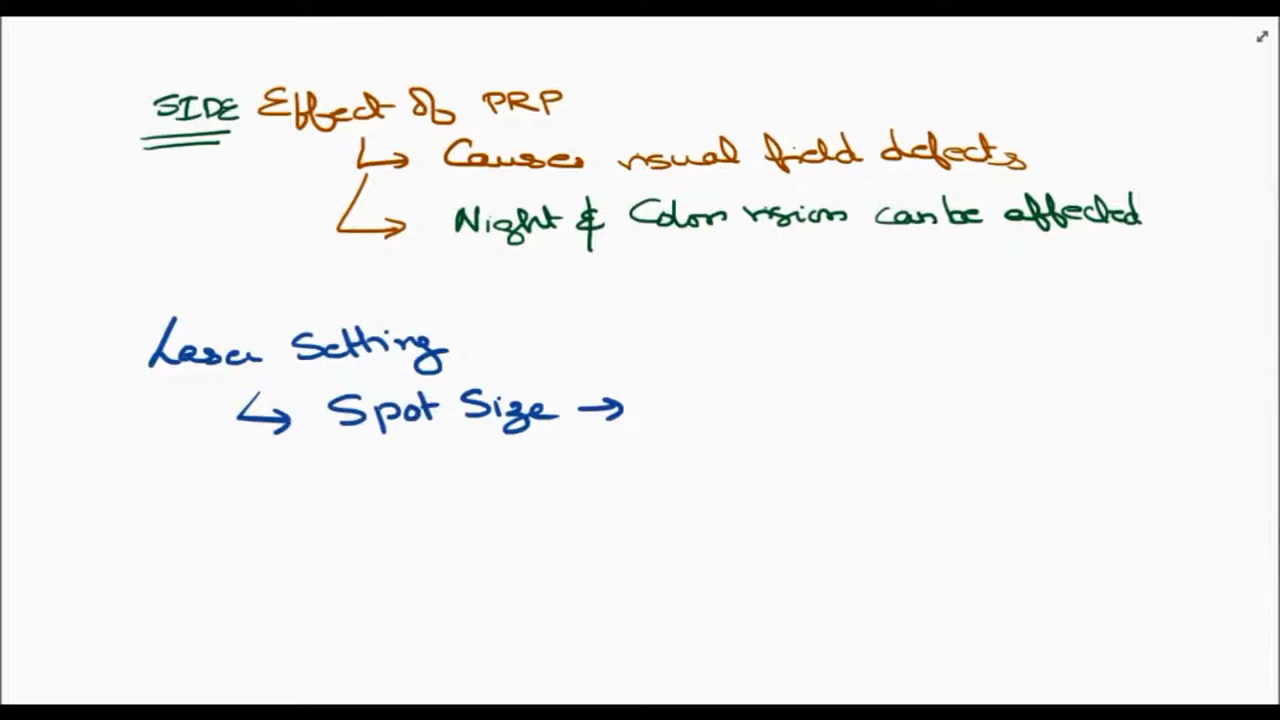 SIDE Effect Of PRP
↳ Causes visual field defects
↳ Night & Color vision can be affected
Laser Setting
↳ Spot Size →